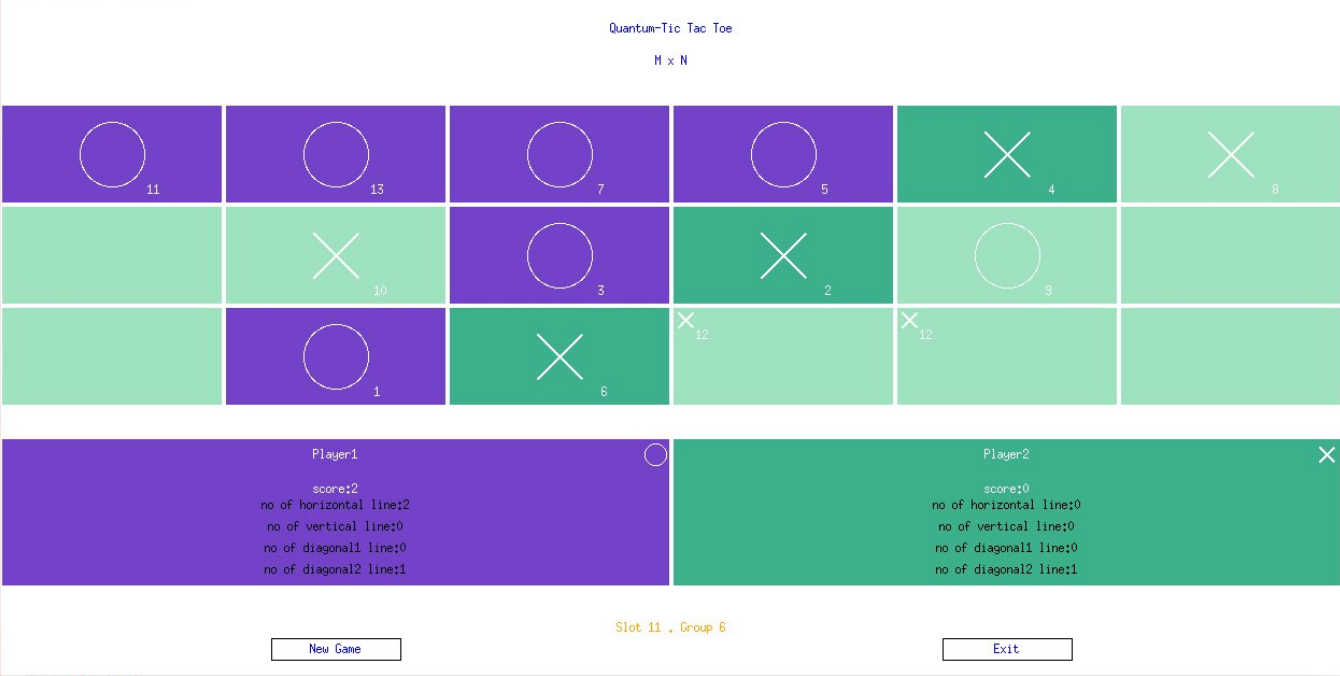 Quantum-Tic Tac Toe
M x N
11 13 7 5 4 8
10 3 2 9
1 6 12 12
Player1 Player2
score:2 score:0
no of horizontal line:2 no of horizontal line:0
no of vertical line:0 no of vertical line:0
no of diagonal1 line:0 no of diagonal1 line:0
no of diagonal2 line:1 no of diagonal2 line:1
Slot 11 . Group 6
New Game Exit